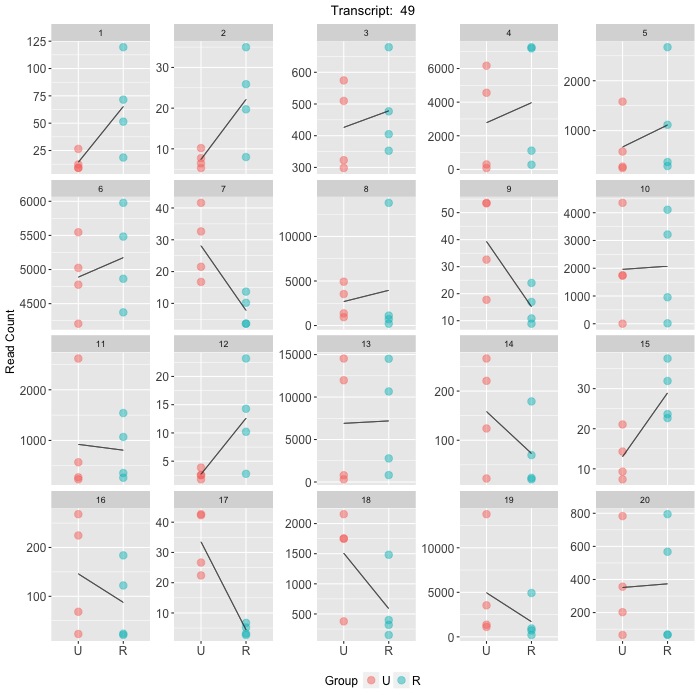 Transcript: 49
1 2 3 4 5
125 100 75 50 25
30 20 10
600 500 400 300
6000 4000 2000 0
2000 1000
6 7 8 9 10
6000 5500 5000 4500
40 30 20 10
10000 5000 0
50 40 30 20 10
4000 3000 2000 1000 0
Read Count
11 12 13 14 15
2000 1000
20 15 10 5
15000 10000 5000 0
200 100
30 20 10
16 17 18 19 20
200 100
40 30 20 10
2000 1500 1000 500
10000 5000 0
800 600 400 200
U R U R U R U R U R
Group U R